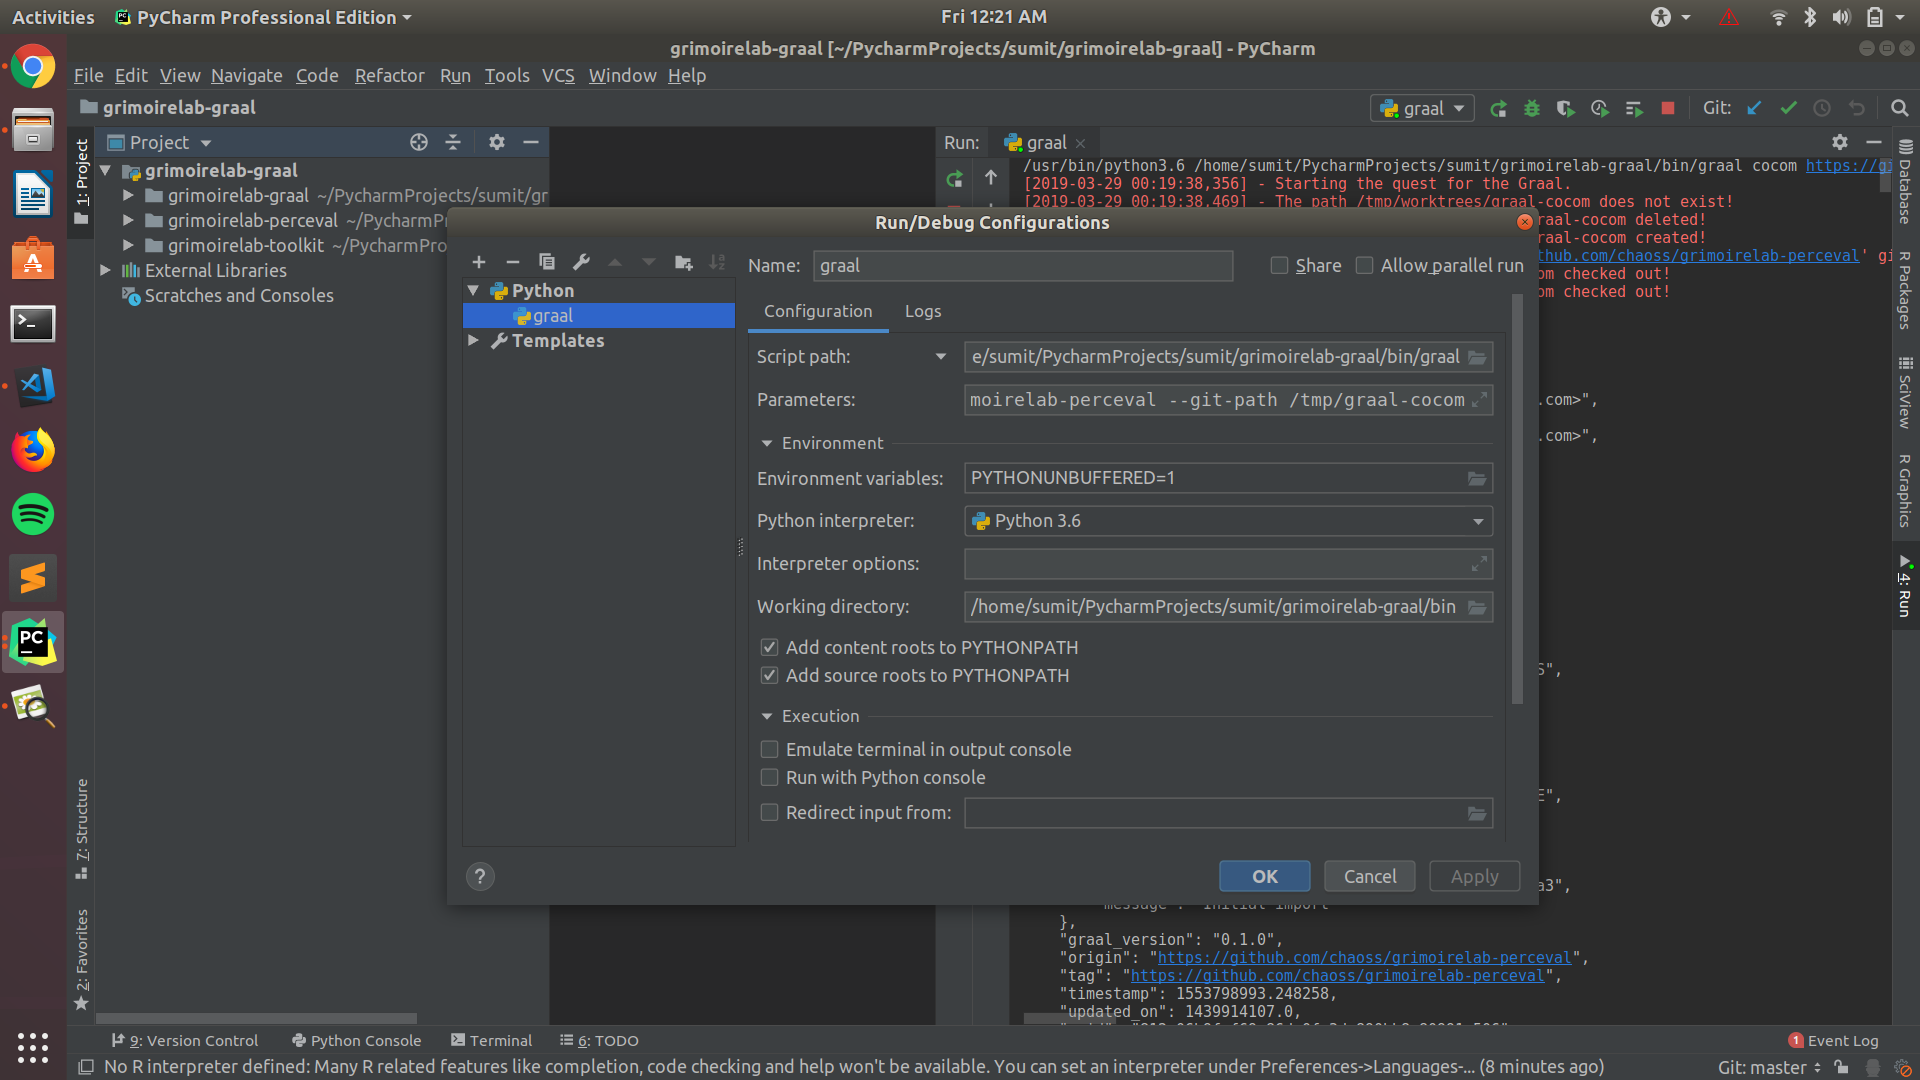 Activities PyCharm Professional Edition Fri 12:21 AM
grimoirelab-graal [~/PycharmProjects/sumit/grimoirelab-graal] - PyCharm
File Edit View Navigate Code Refactor Run Tools VCS Window Help
grimoirelab-graal graal Git:
1: Project
Project
grimoirelab-graal
grimoirelab-graal ~/PycharmProjects/sumit/gr
grimoirelab-perceval ~/PycharmP
grimoirelab-toolkit ~/PycharmPro
External Libraries
Scratches and Consoles
7: Structure
2: Favorites
Run: graal
/usr/bin/python3.6 /home/sumit/PycharmProjects/sumit/grimoirelab-graal/bin/graal cocom https://gi
[2019-03-29 00:19:38,356] - Starting the quest for the Graal.
[2019-03-29 00:19:38,469] - The path /tmp/worktrees/graal-cocom does not exist!
raal-cocom deleted!
raal-cocom created!
hub.com/chaoss/grimoirelab-perceval' gi
om checked out!
om checked out!
.com>",
.com>",
S",
E",
a3",
"message": "Initial import"
},
"graal_version": "0.1.0",
"origin": "https://github.com/chaoss/grimoirelab-perceval",
"tag": "https://github.com/chaoss/grimoirelab-perceval",
"timestamp": 1553798993.248258,
"updated_on": 1439914107.0,
Run/Debug Configurations
Python
graal
Templates
Name: graal Share Allow parallel run
Configuration Logs
Script path: e/sumit/PycharmProjects/sumit/grimoirelab-graal/bin/graal
Parameters: moirelab-perceval --git-path /tmp/graal-cocom
Environment
Environment variables: PYTHONUNBUFFERED=1
Python interpreter: Python 3.6
Interpreter options:
Working directory: /home/sumit/PycharmProjects/sumit/grimoirelab-graal/bin
Add content roots to PYTHONPATH
Add source roots to PYTHONPATH
Execution
Emulate terminal in output console
Run with Python console
Redirect input from:
? OK Cancel Apply
Database
R Packages
SciView
R Graphics
4: Run
9: Version Control Python Console Terminal 6: TODO 1 Event Log
No R interpreter defined: Many R related features like completion, code checking and help won't be available. You can set an interpreter under Preferences->Languages-... (8 minutes ago) Git: master